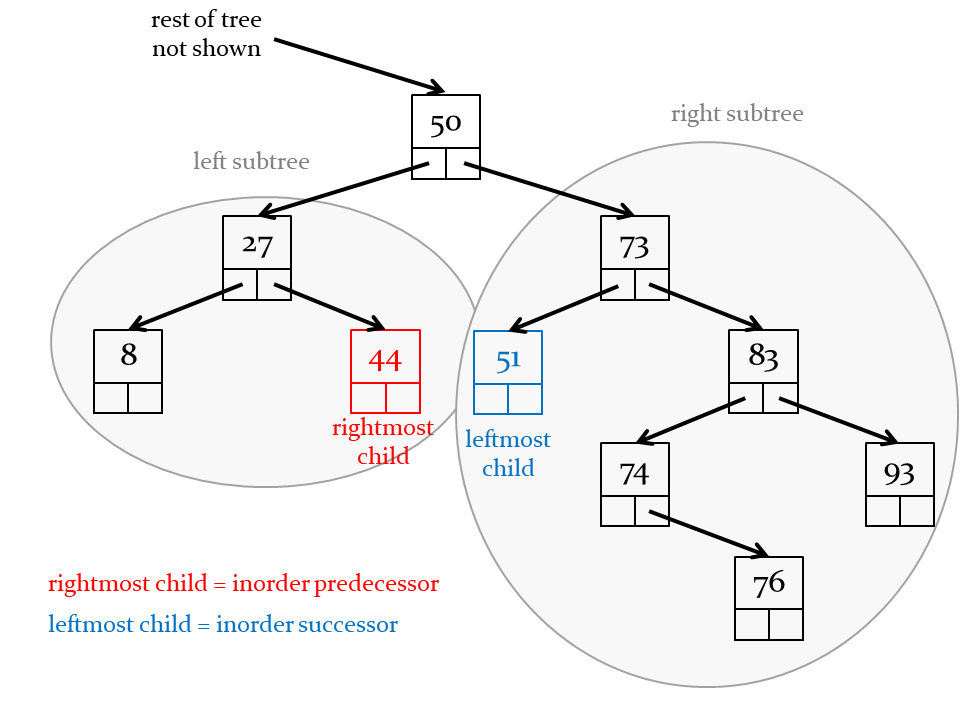 rest of tree
not shown
50
right subtree
left subtree
27
73
8
44
51
83
rightmost
child
leftmost
child
74
93
76
rightmost child = inorder predecessor
leftmost child = inorder successor